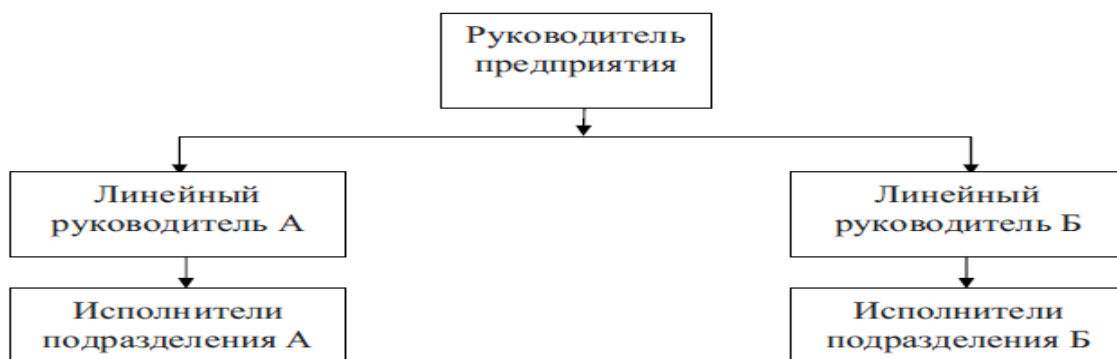 Руководитель
предприятия
Линейный
руководитель А
Линейный
руководитель Б
Исполнители
подразделения А
Исполнители
подразделения Б